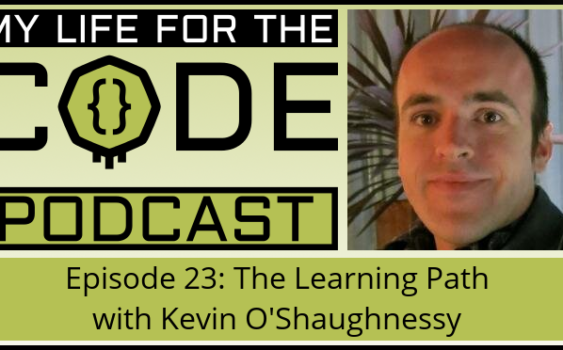 MY LIFE FOR THE
C{}DE
PODCAST
Episode 23: The Learning Path
with Kevin O'Shaughnessy